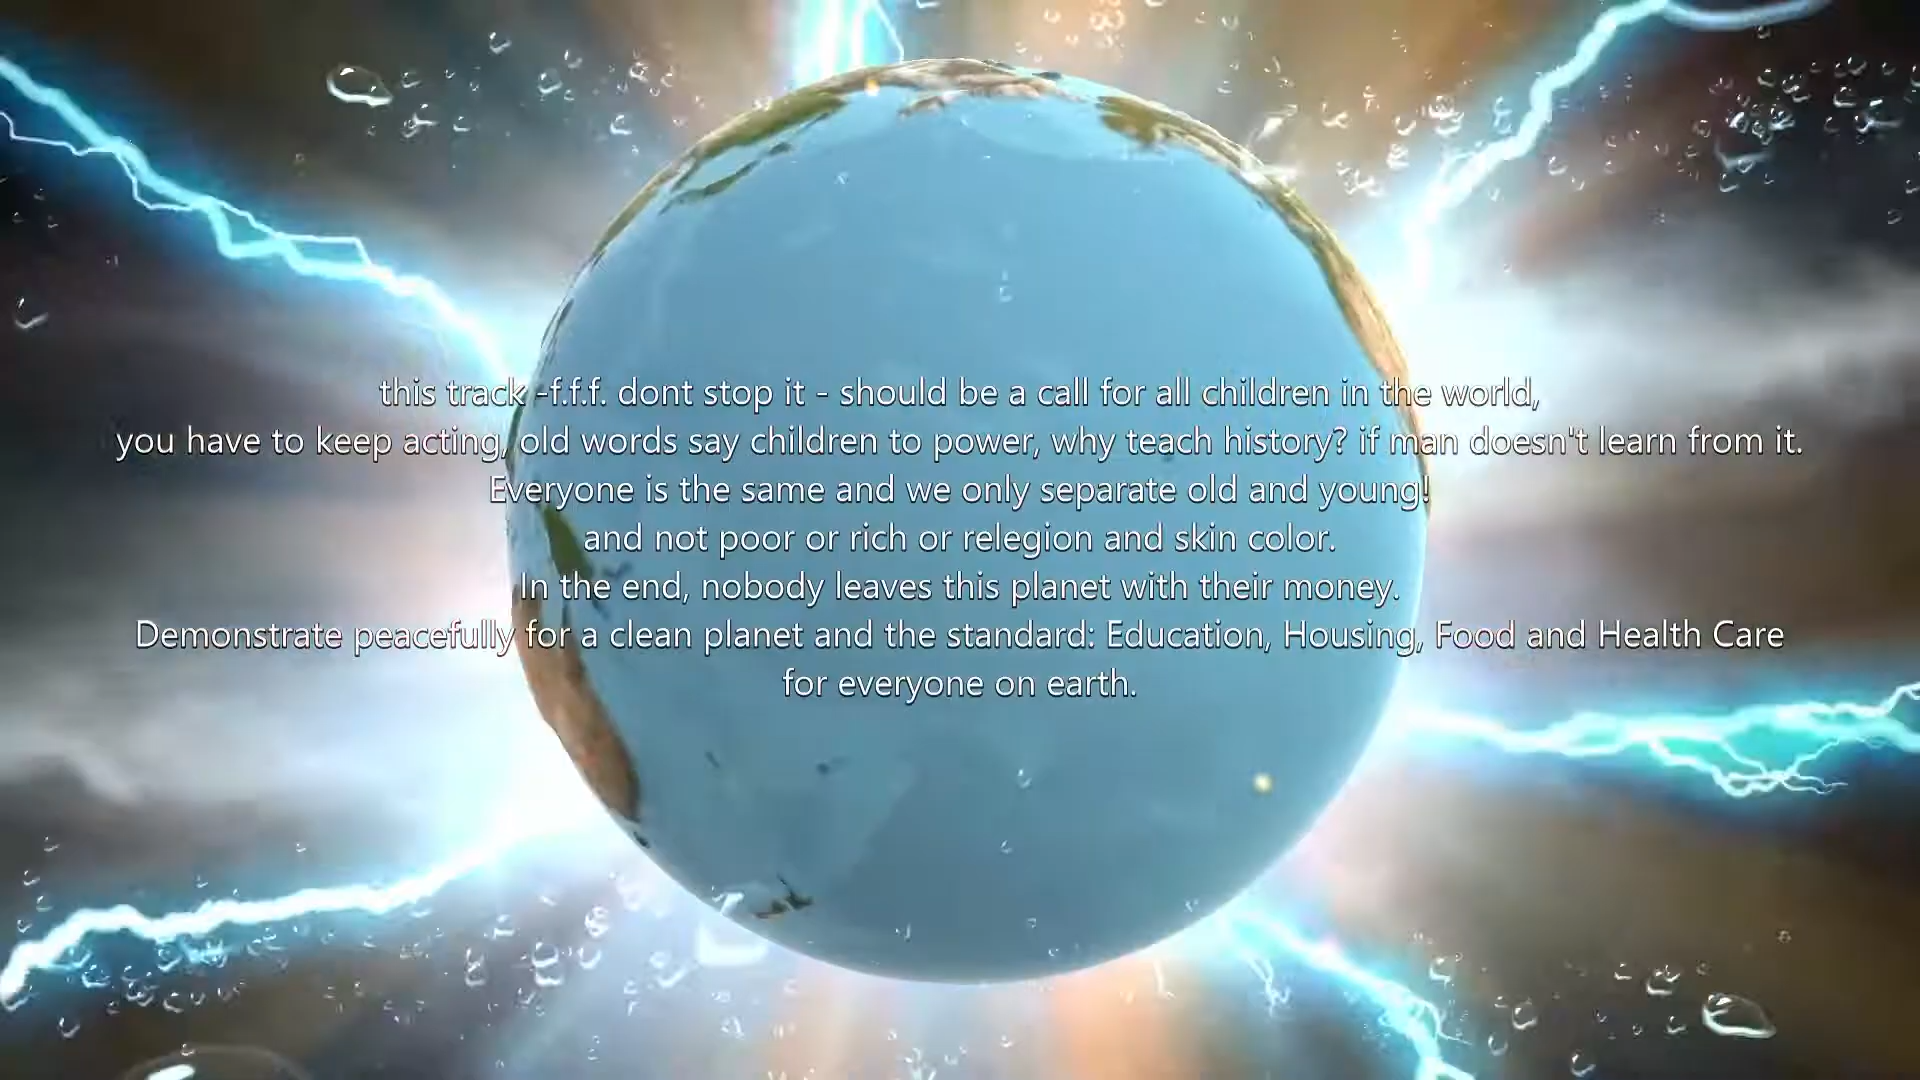 this track -f.f.f. dont stop it - should be a call for all children in the world,
you have to keep acting, old words say children to power, why teach history? if man doesn't learn from it.
Everyone is the same and we only separate old and young!
and not poor or rich or relegion and skin color.
In the end, nobody leaves this planet with their money.
Demonstrate peacefully for a clean planet and the standard: Education, Housing, Food and Health Care
for everyone on earth.